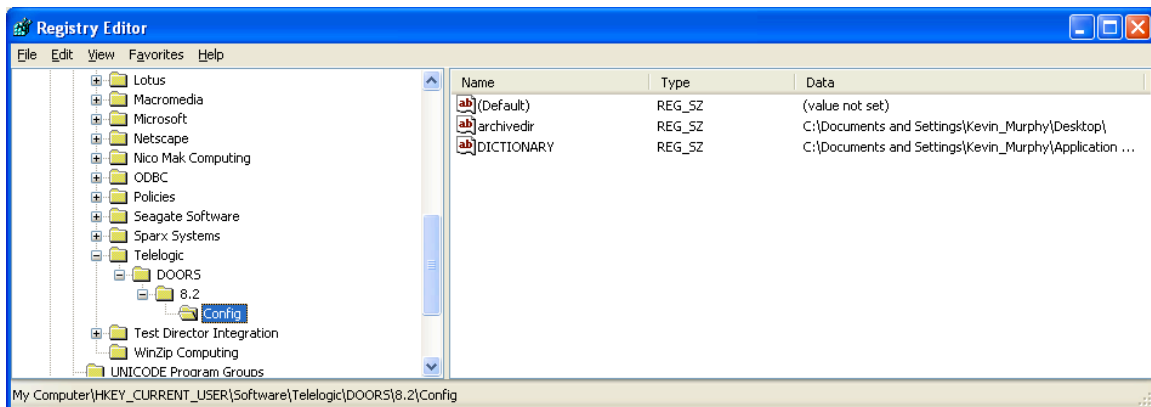 Registry Editor
File Edit View Favorites Help
Lotus
Macromedia
Microsoft
Netscape
Nico Mak Computing
ODBC
Policies
Seagate Software
Sparx Systems
Telelogic
DOORS
8.2
Config
Test Director Integration
WinZip Computing
UNICODE Program Groups
Name Type Data
ab (Default) REG_SZ (value not set)
ab archivedir REG_SZ C:\Documents and Settings\Kevin_Murphy\Desktop\
ab DICTIONARY REG_SZ C:\Documents and Settings\Kevin_Murphy\Application ...
My Computer\HKEY_CURRENT_USER\Software\Telelogic\DOORS\8.2\Config